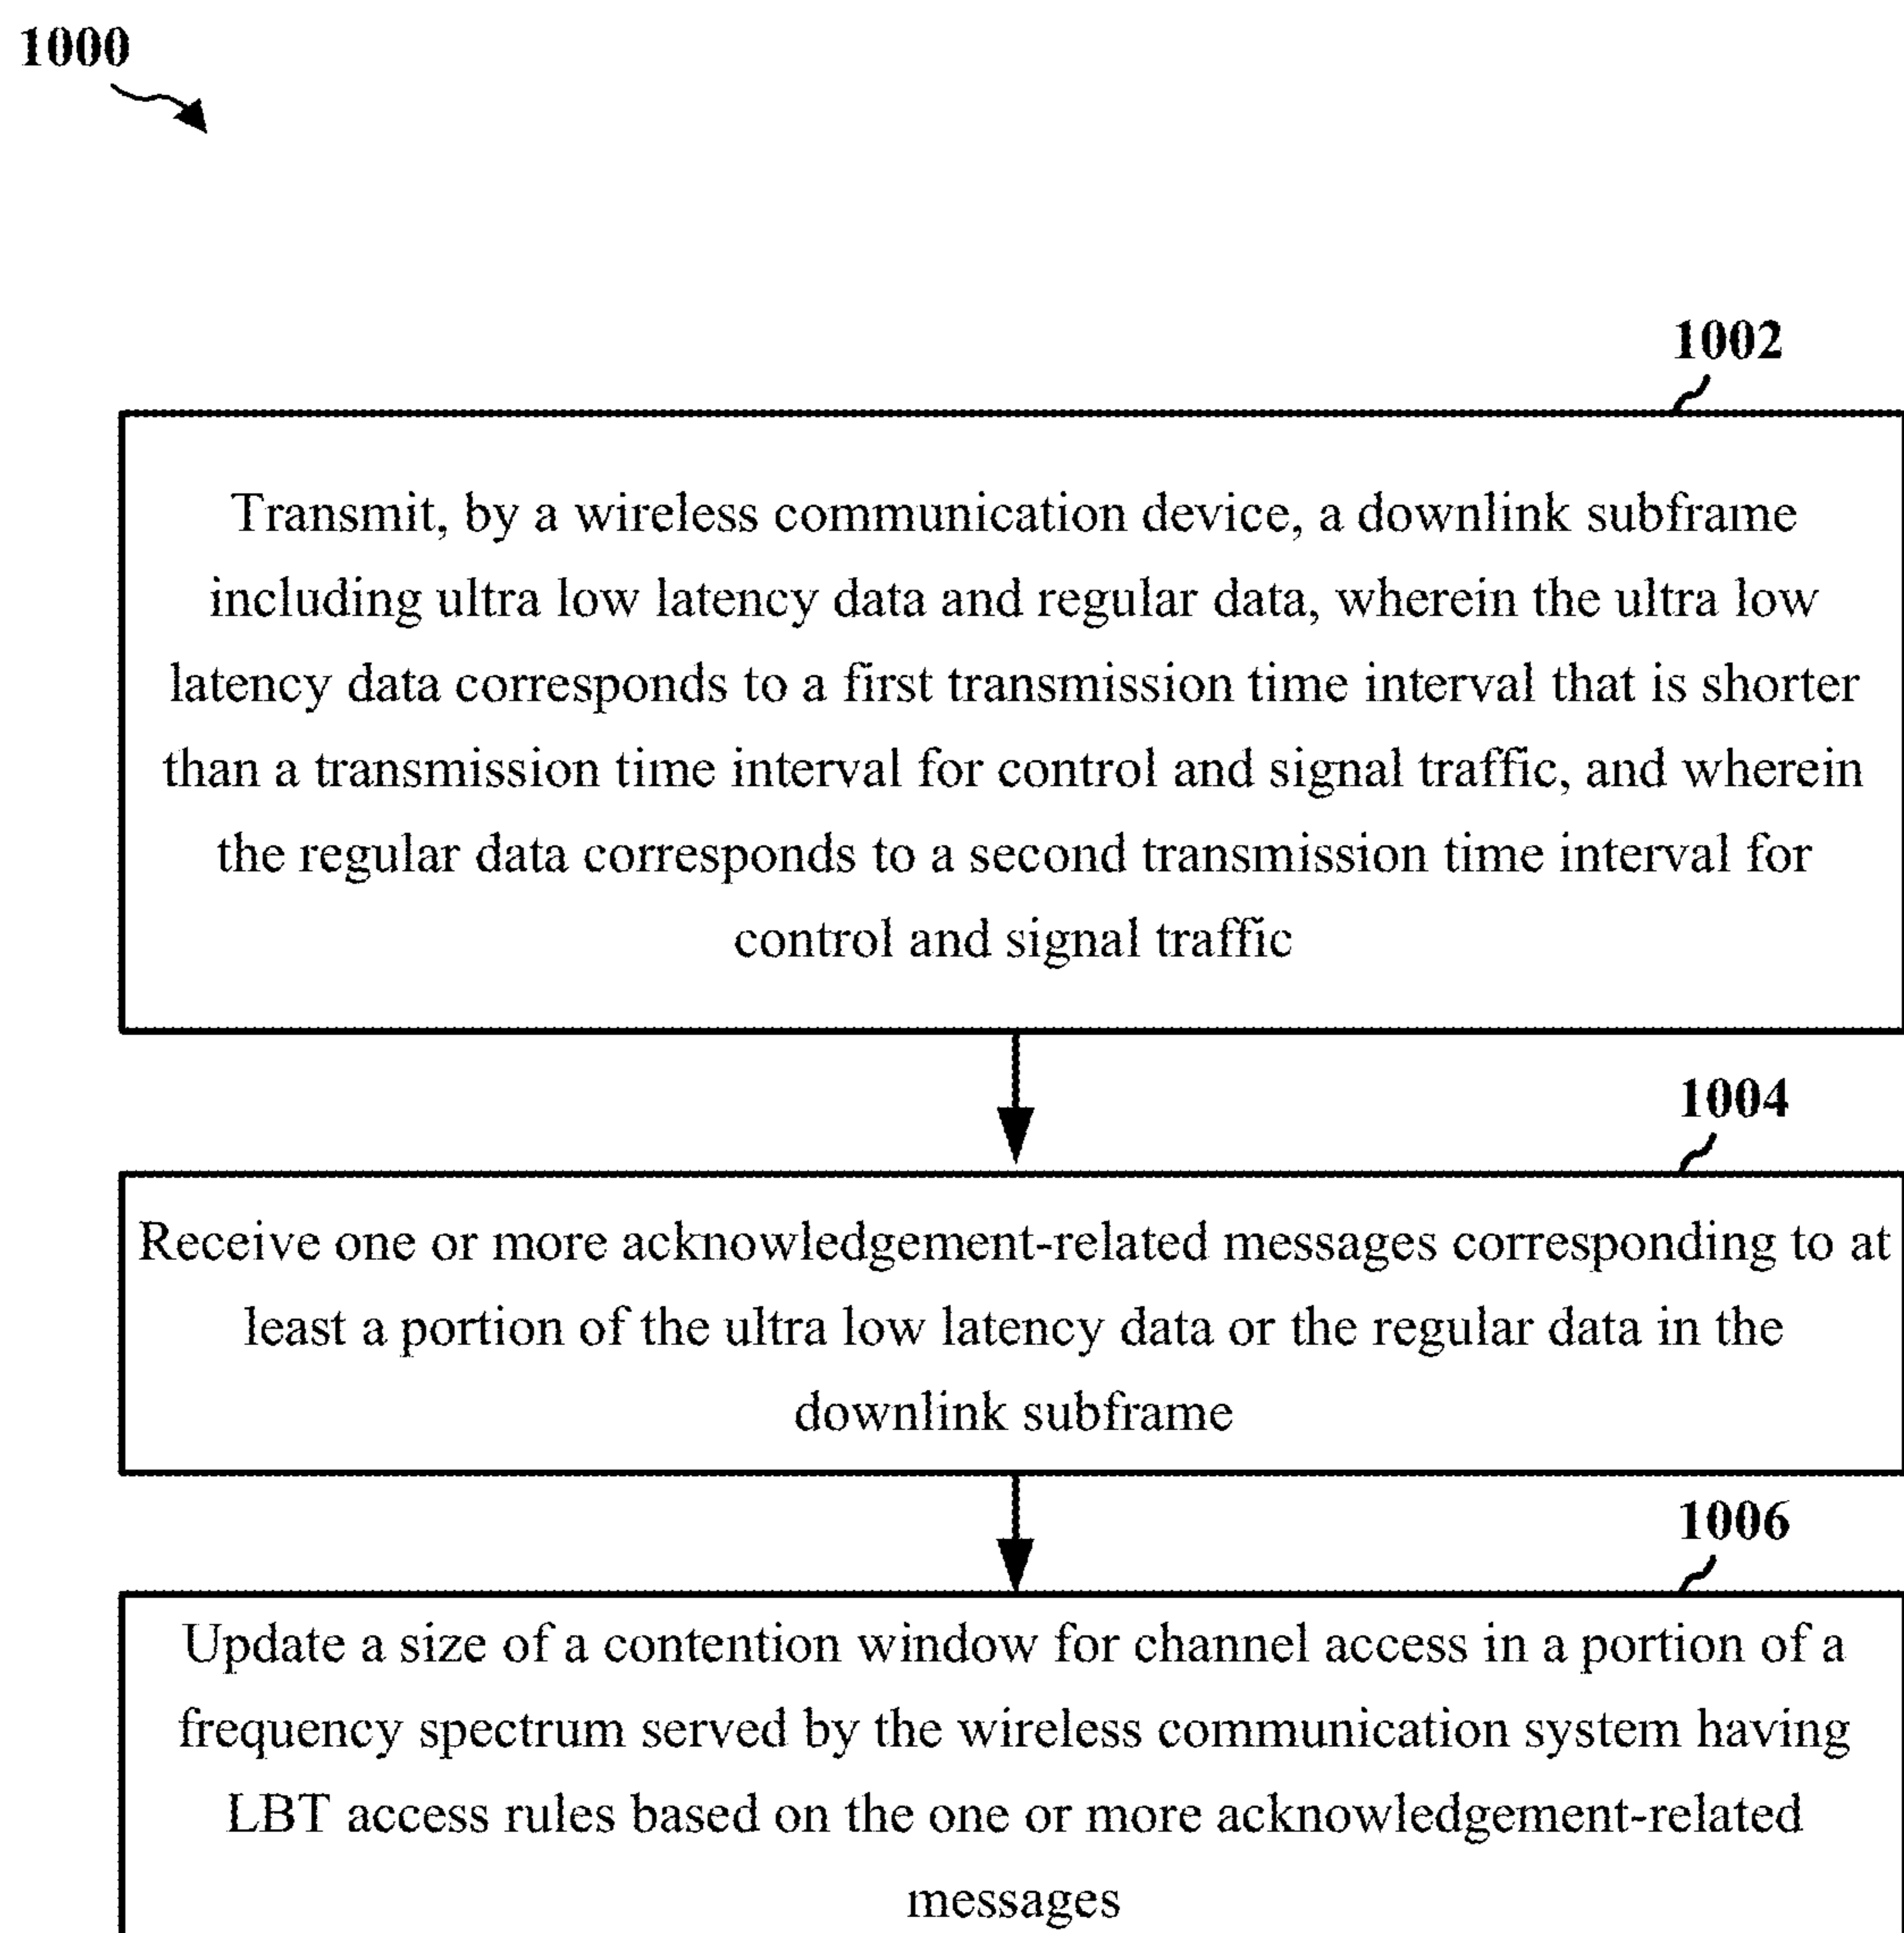 1000
1002
Transmit, by a wireless communication device, a downlink subframe
including ultra low latency data and regular data, wherein the ultra low
latency data corresponds to a first transmission time interval that is shorter
than a transmission time interval for control and signal traffic, and wherein
the regular data corresponds to a second transmission time interval for
control and signal traffic
1004
Receive one or more acknowledgement-related messages corresponding to at
least a portion of the ultra low latency data or the regular data in the
downlink subframe
1006
Update a size of a contention window for channel access in a portion of a
frequency spectrum served by the wireless communication system having
LBT access rules based on the one or more acknowledgement-related
messages